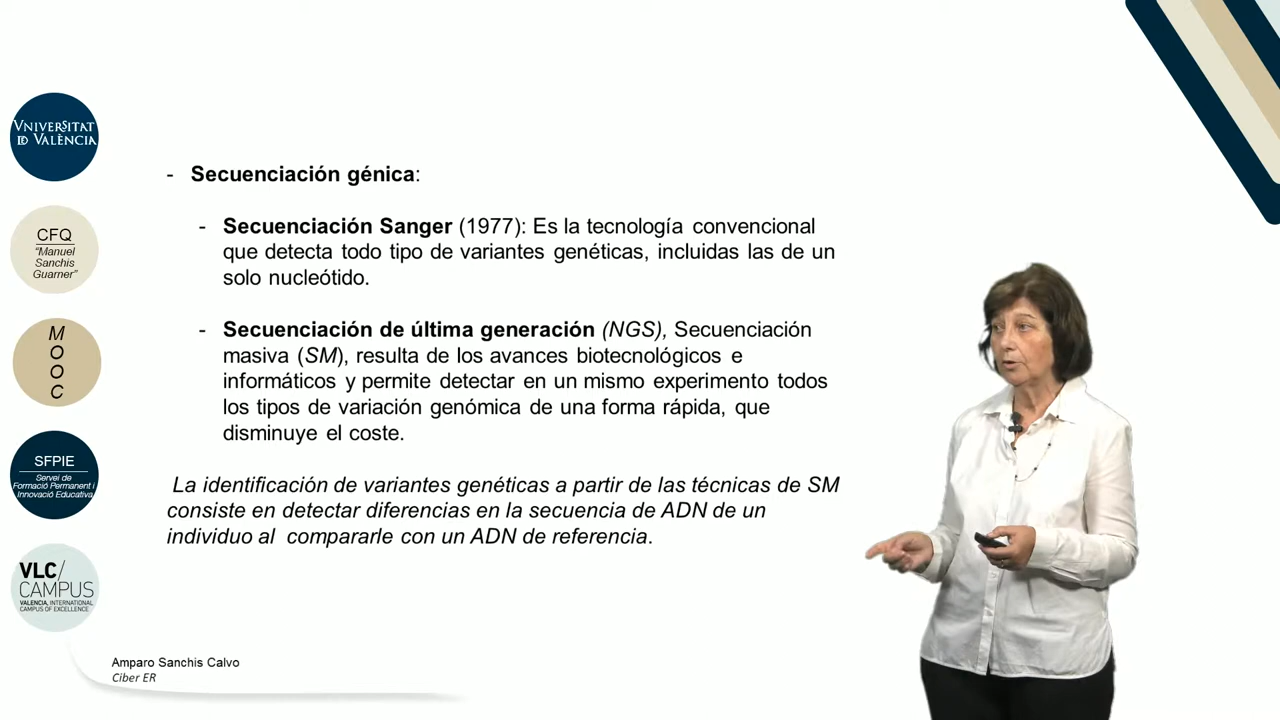 VNIVERSITAT
ID VALÈNCIA
CFQ
"Manuel
Sanchis
Guarner"
M
O
O
C
SFPIE
Servei de
Formació Permanent i
Innovació Educativa
VLC/
CAMPUS
VALENCIA, INTERNATIONAL
CAMPUS OF EXCELLENCE
- Secuenciación génica:
- Secuenciación Sanger (1977): Es la tecnología convencional
que detecta todo tipo de variantes genéticas, incluidas las de un
solo nucleótido.
- Secuenciación de última generación (NGS), Secuenciación
masiva (SM), resulta de los avances biotecnológicos e
informáticos y permite detectar en un mismo experimento todos
los tipos de variación genómica de una forma rápida, que
disminuye el coste.
La identificación de variantes genéticas a partir de las técnicas de SM
consiste en detectar diferencias en la secuencia de ADN de un
individuo al compararle con un ADN de referencia.
Amparo Sanchis Calvo
Ciber ER